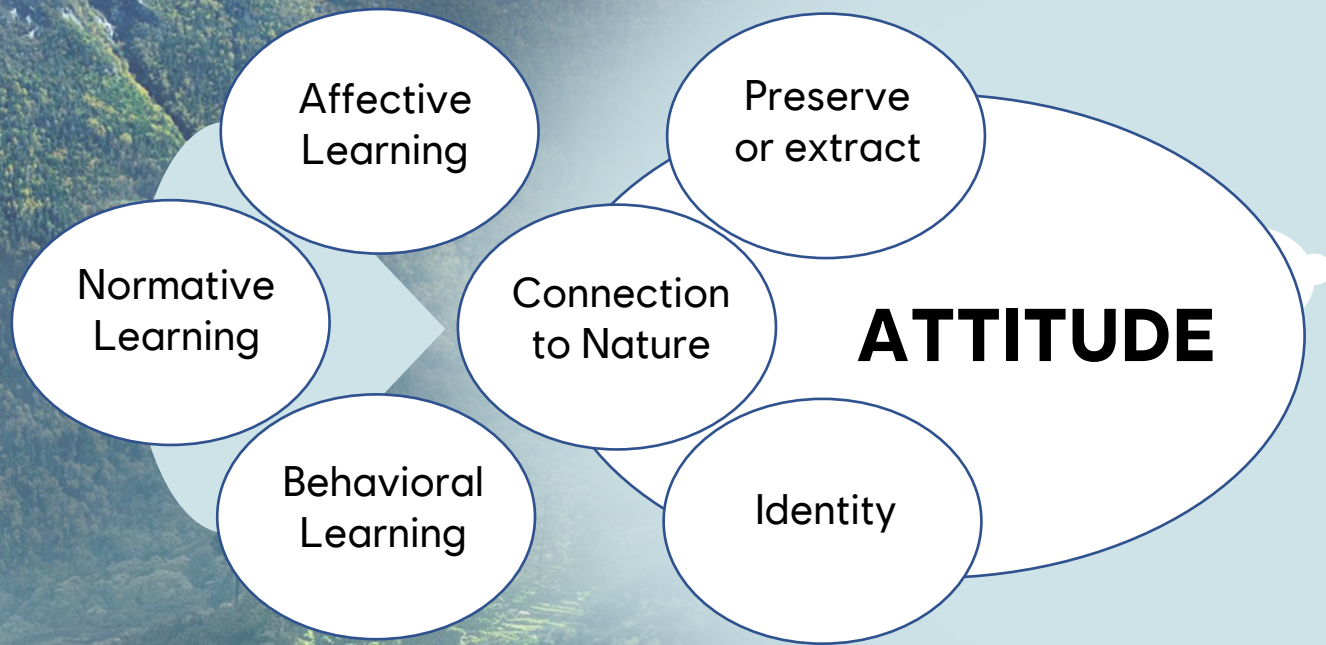 Affective
Learning
Normative
Learning
Behavioral
Learning
Preserve
or extract
Connection
to Nature
Identity
ATTITUDE